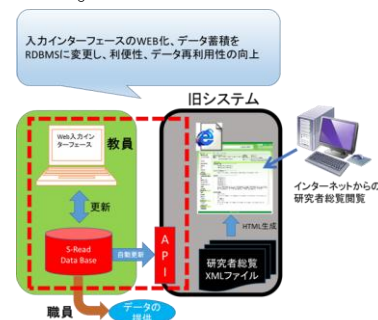 入力インターフェースのWEB化、データ蓄積を
RDBMSに変更し、利便性、データ再利用性の向上
旧システム
Web入力イン
ターフェース
教員
更新
S-Read
Data Base
自動更新
API
HTML生成
研究者総覧
XMLファイル
インターネットからの
研究者総覧閲覧
職員
データの
提供